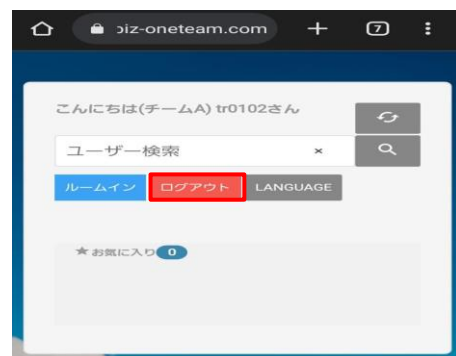 biz-oneteam.com
7
こんにちは(チームA) tr0102さん
ユーザー検索 ×
ルームイン ログアウト LANGUAGE
★お気に入り 0